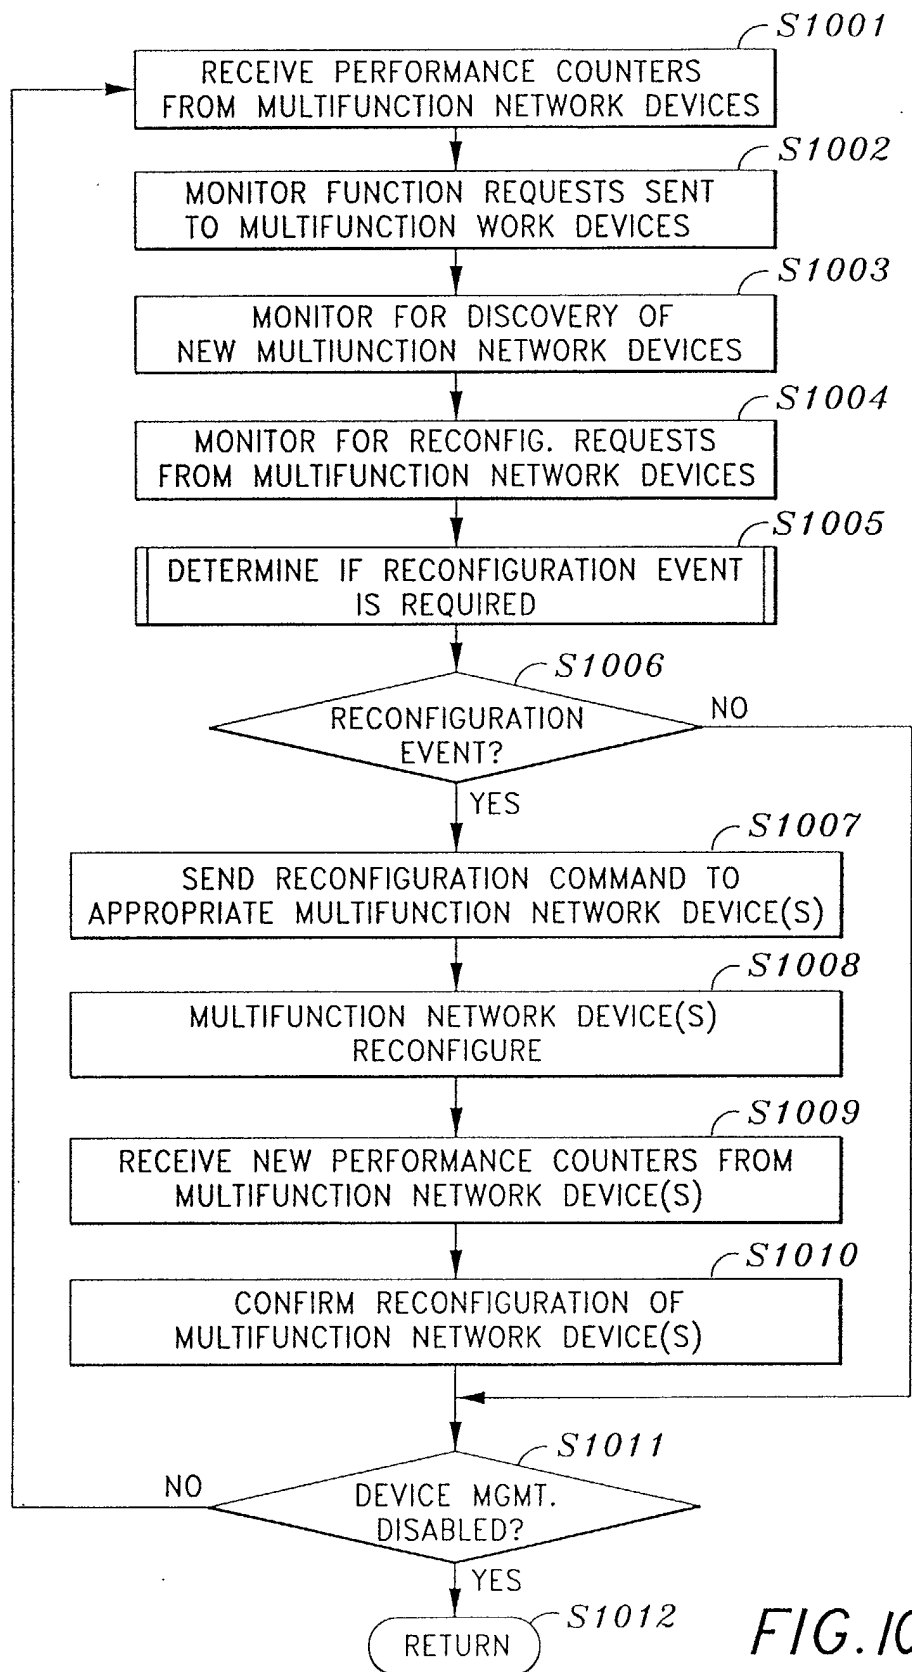 S1001
RECEIVE PERFORMANCE COUNTERS
FROM MULTIFUNCTION NETWORK DEVICES
S1002
MONITOR FUNCTION REQUESTS SENT
TO MULTIFUNCTION WORK DEVICES
S1003
MONITOR FOR DISCOVERY OF
NEW MULTIUNCTION NETWORK DEVICES
S1004
MONITOR FOR RECONFIG. REQUESTS
FROM MULTIFUNCTION NETWORK DEVICES
S1005
DETERMINE IF RECONFIGURATION EVENT
IS REQUIRED
S1006
RECONFIGURATION
EVENT?
NO
YES
S1007
SEND RECONFIGURATION COMMAND TO
APPROPRIATE MULTIFUNCTION NETWORK DEVICE(S)
S1008
MULTIFUNCTION NETWORK DEVICE(S)
RECONFIGURE
S1009
RECEIVE NEW PERFORMANCE COUNTERS FROM
MULTIFUNCTION NETWORK DEVICE(S)
S1010
CONFIRM RECONFIGURATION OF
MULTIFUNCTION NETWORK DEVICE(S)
S1011
NO
DEVICE MGMT.
DISABLED?
YES
S1012
RETURN
FIG.10